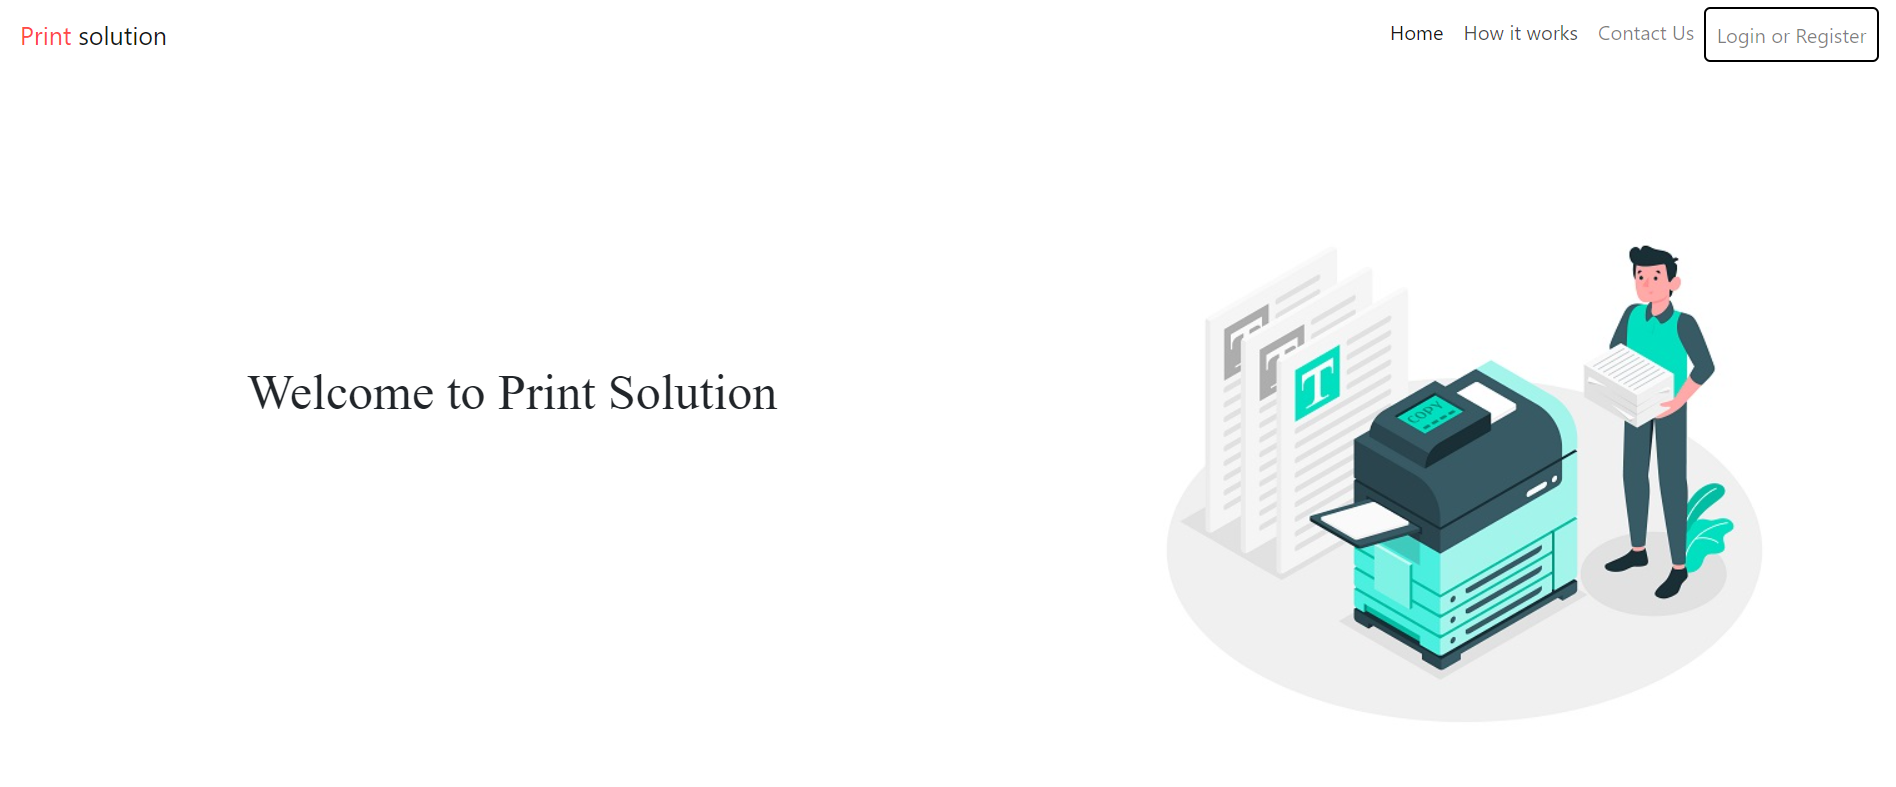 Print solution
Home
How it works
Contact Us
Login or Register
Welcome to Print Solution
T
T
T
COPY